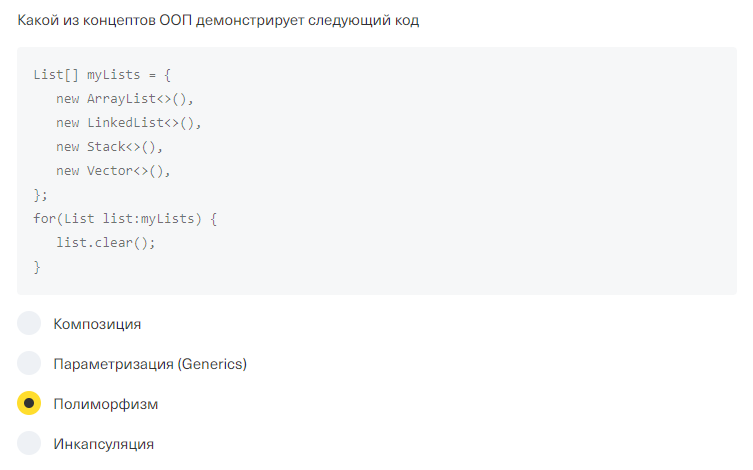 Какой из концептов ООП демонстрирует следующий код
List[] myLists = {
   new ArrayList<>(),
   new LinkedList<>(),
   new Stack<>(),
   new Vector<>(),
};
for(List list:myLists) {
   list.clear();
}
Композиция
Параметризация (Generics)
Полиморфизм
Инкапсуляция